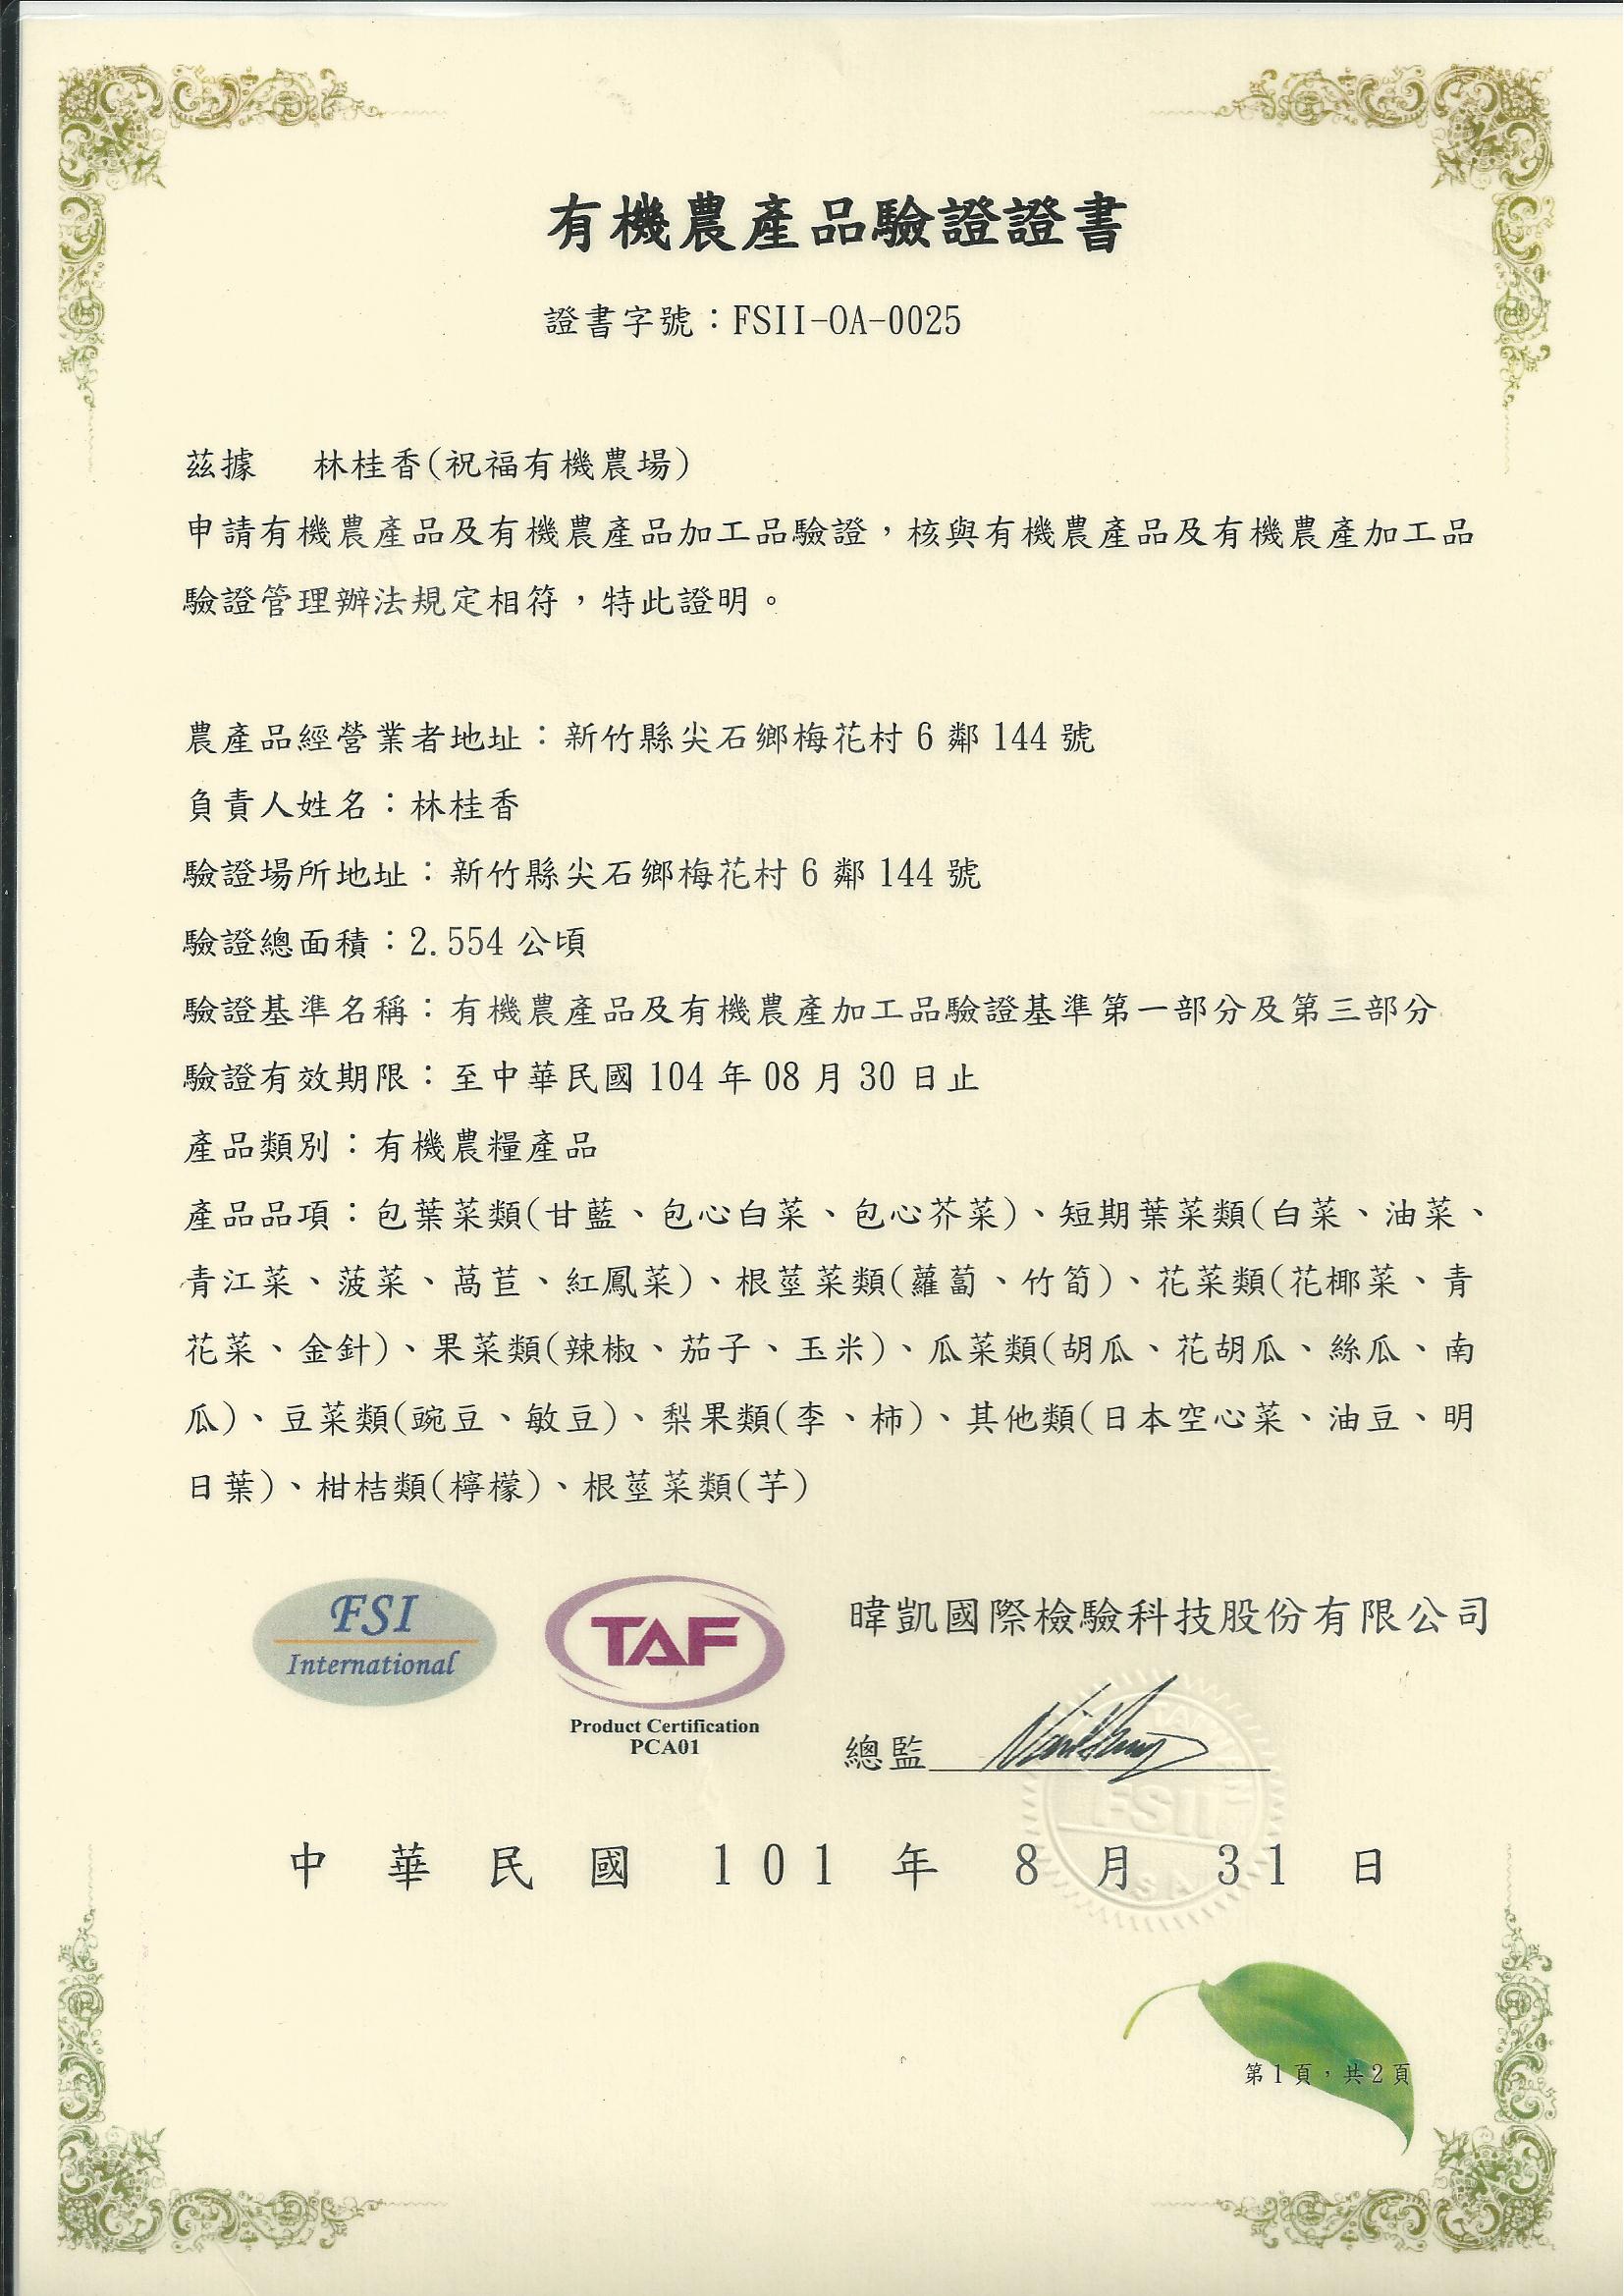 有機農產品驗證證書
證書字號：FSII-OA-0025
茲據 林桂香(祝福有機農場)
申請有機農產品及有機農產品加工品驗證，核與有機農產品及有機農產加工品
驗證管理辦法規定相符，特此證明。
農產品經營業者地址：新竹縣尖石鄉梅花村 6 鄰 144 號
負責人姓名：林桂香
驗證場所地址：新竹縣尖石鄉梅花村 6 鄰 144 號
驗證總面積：2.554 公頃
驗證基準名稱：有機農產品及有機農產加工品驗證基準第一部分及第三部分
驗證有效期限：至中華民國 104 年 08 月 30 日止
產品類別：有機農糧產品
產品品項：包葉菜類(甘藍、包心白菜、包心芥菜)、短期葉菜類(白菜、油菜、
青江菜、菠菜、萵苣、紅鳳菜)、根莖菜類(蘿蔔、竹筍)、花菜類(花椰菜、青
花菜、金針)、果菜類(辣椒、茄子、玉米)、瓜菜類(胡瓜、花胡瓜、絲瓜、南
瓜)、豆菜類(豌豆、敏豆)、梨果類(李、柿)、其他類(日本空心菜、油豆、明
日葉)、柑桔類(檸檬)、根莖菜類(芋)
FSI
International
TAF
Product Certification
PCA01
暐凱國際檢驗科技股份有限公司
總監
FSII
中華民國 101 年 8 月 31 日
第1頁，共2頁